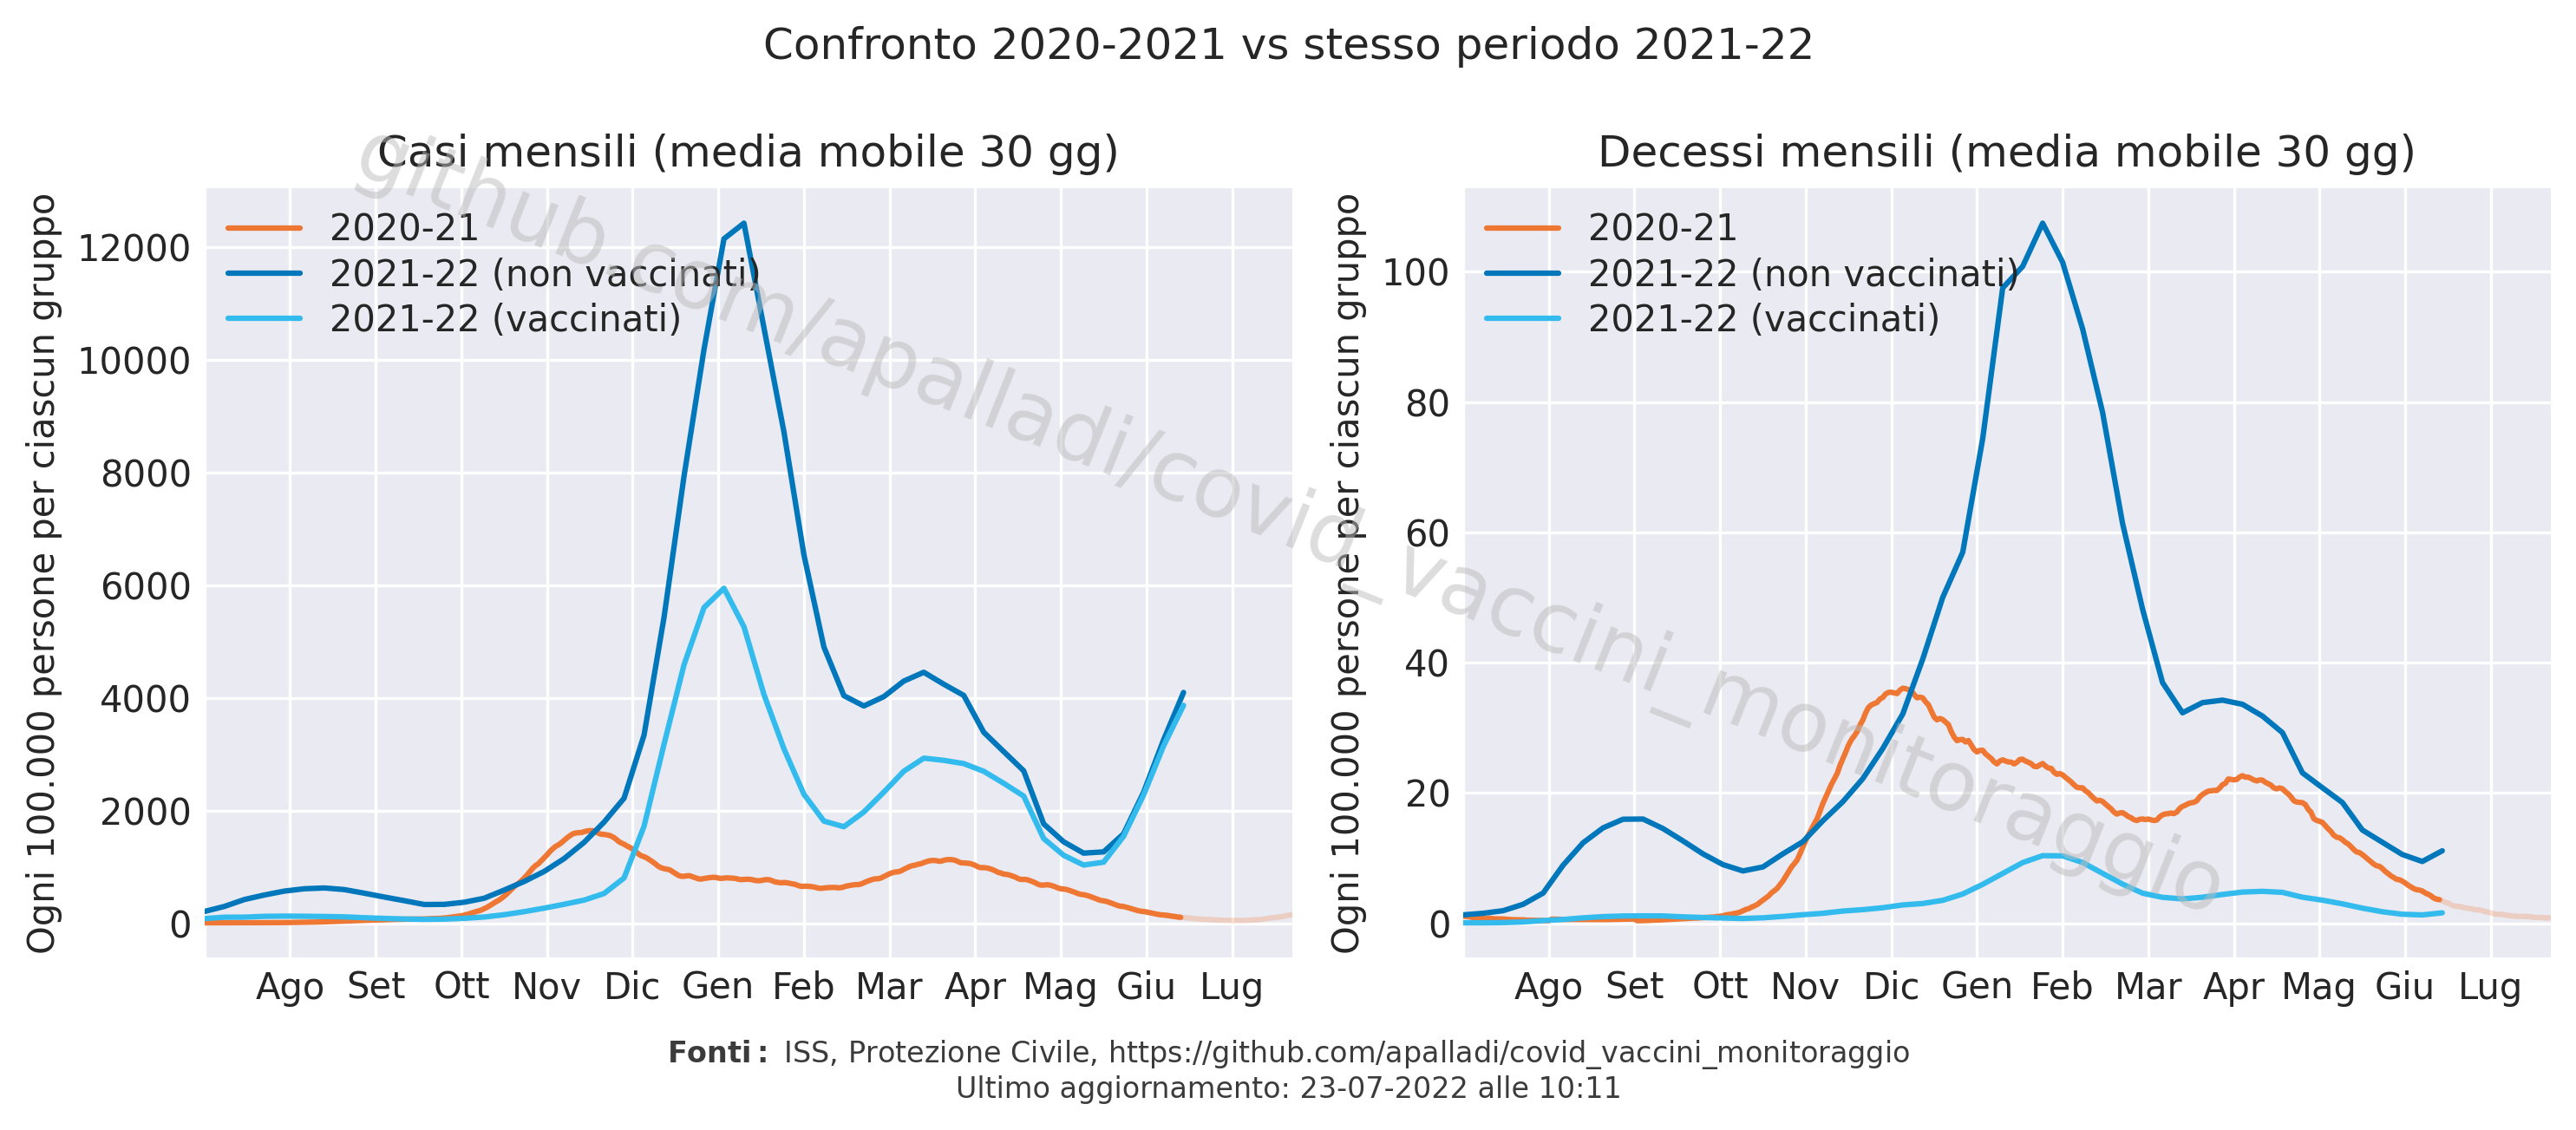 Confronto 2020-2021 vs stesso periodo 2021-22
Casi mensili (media mobile 30 gg)
Ogni 100.000 persone per ciascun gruppo
12000
10000
8000
6000
4000
2000
0
2020-21
2021-22 (non vaccinati)
2021-22 (vaccinati)
Ago Set Ott Nov Dic Gen Feb Mar Apr Mag Giu Lug
Decessi mensili (media mobile 30 gg)
Ogni 100.000 persone per ciascun gruppo
100
80
60
40
20
0
2020-21
2021-22 (non vaccinati)
2021-22 (vaccinati)
Ago Set Ott Nov Dic Gen Feb Mar Apr Mag Giu Lug
github.com/apalladi/covid_vaccini_monitoraggio
Fonti: ISS, Protezione Civile, https://github.com/apalladi/covid_vaccini_monitoraggio
Ultimo aggiornamento: 23-07-2022 alle 10:11